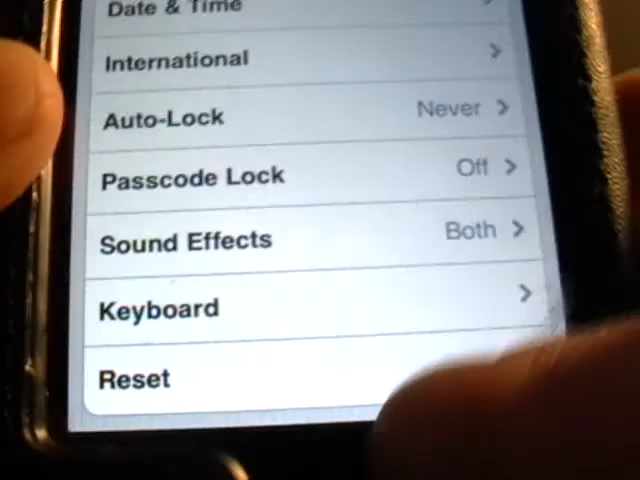 Date & Time
International
Auto-Lock Never
Passcode Lock Off
Sound Effects Both
Keyboard
Reset